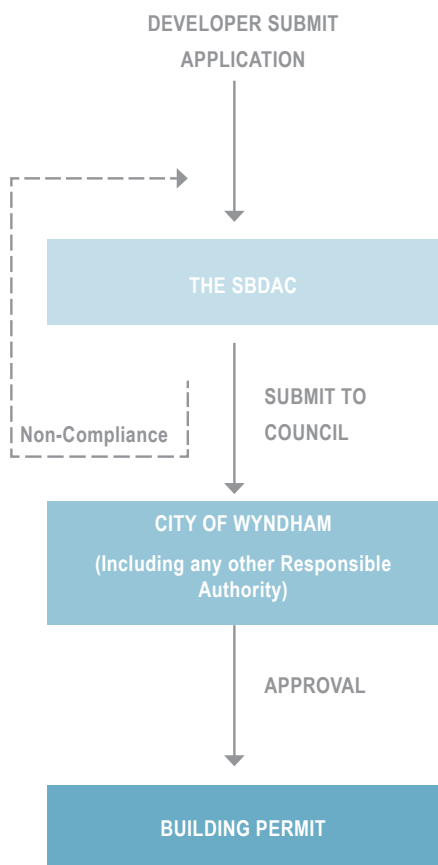 DEVELOPER SUBMIT
APPLICATION
THE SBDAC
SUBMIT TO
COUNCIL
Non-Compliance
CITY OF WYNDHAM
(Including any other Responsible
Authority)
APPROVAL
BUILDING PERMIT